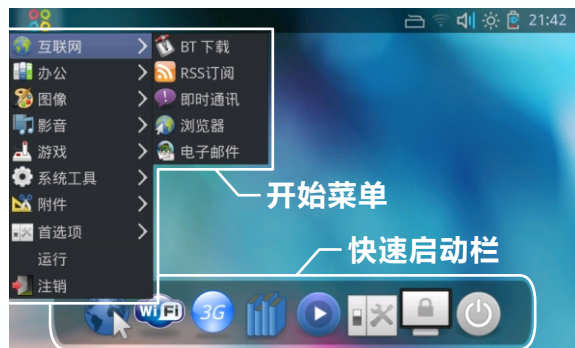 21:42
互联网
BT 下载
办公
RSS订阅
图像
即时通讯
影音
浏览器
游戏
电子邮件
系统工具
附件
开始菜单
首选项
快速启动栏
运行
注销
WiFi
3G